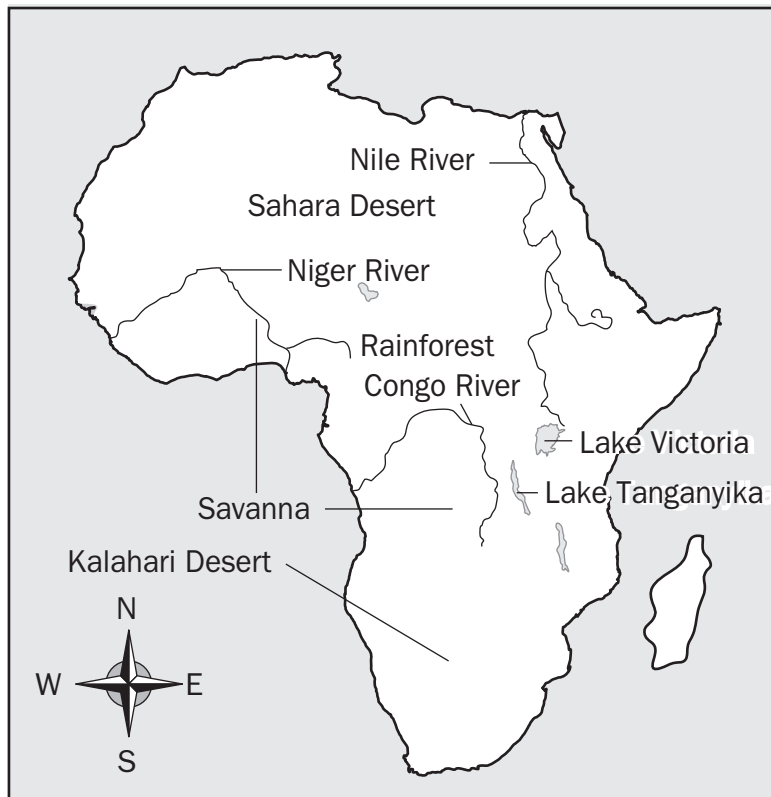 Nile River
Sahara Desert
Niger River
Rainforest
Congo River
Lake Victoria
Lake Tanganyika
Savanna
Kalahari Desert
N
W E
S